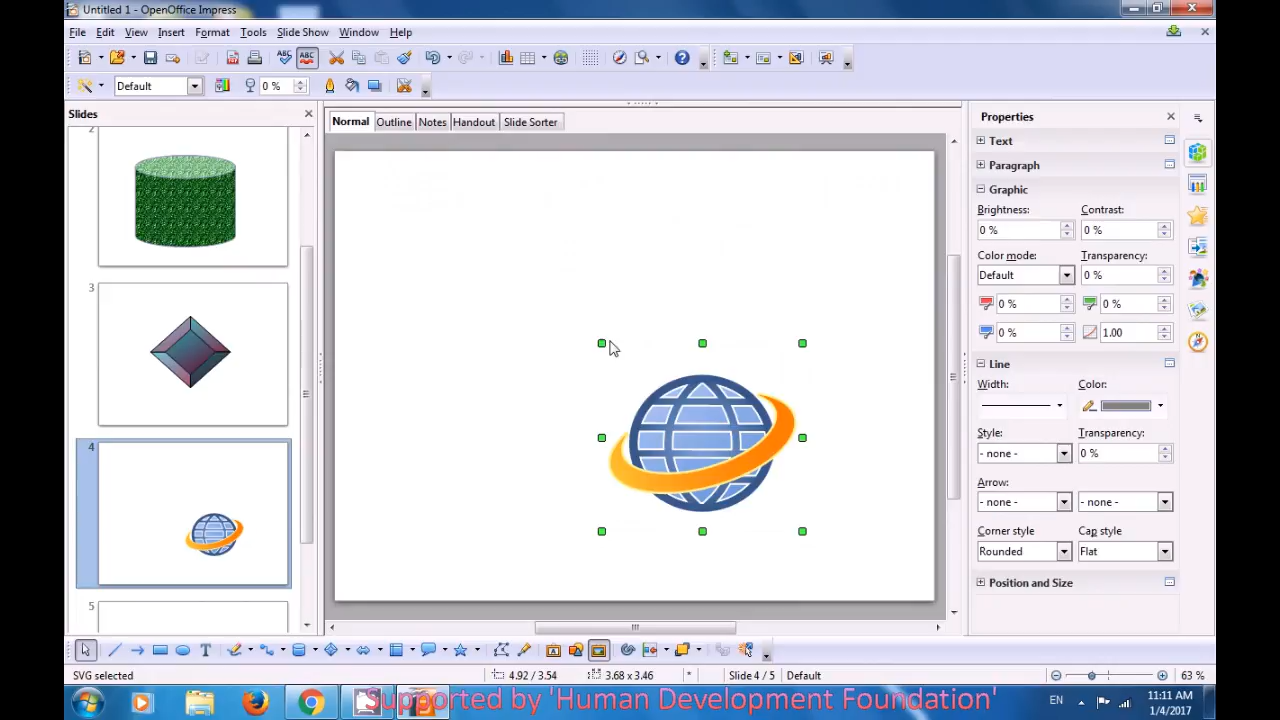 Untitled 1 - OpenOffice Impress
File Edit View Insert Format Tools Slide Show Window Help
ABC ABC
Default 0 %
Slides
Normal Outline Notes Handout Slide Sorter
2
3
4
5
Properties
Text
Paragraph
Graphic
Brightness: Contrast:
0 % 0 %
Color mode: Transparency:
Default 0 %
0 % 0 %
0 % 1.00
Line
Width: Color:
Style: Transparency:
- none - 0 %
Arrow:
- none - - none -
Corner style Cap style
Rounded Flat
Position and Size
SVG selected 4.92 / 3.54 3.68 x 3.46 * Slide 4 / 5 Default 63 %
Supported by 'Human Development Foundation'
EN 11:11 AM
1/4/2017